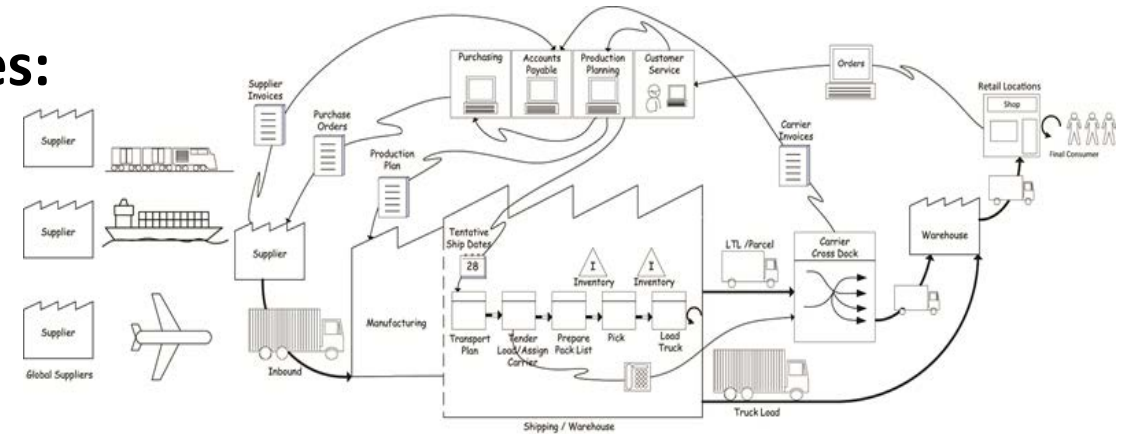 es:
Supplier
Supplier
Supplier
Global Suppliers
Supplier
Invoices
Purchase
Orders
Production
Plan
Supplier
Inbound
Purchasing
Accounts
Payable
Production
Planning
Customer
Service
Manufacturing
Tentative
Ship Dates
28
Transport
Plan
Tender
Load/Assign
Carrier
Prepare
Pack List
I
Inventory
Pick
I
Inventory
Load
Truck
Shipping / Warehouse
LTL /Parcel
Truck Load
Carrier
Invoices
Carrier
Cross Dock
Orders
Warehouse
Retail Locations
Shop
Final Consumer